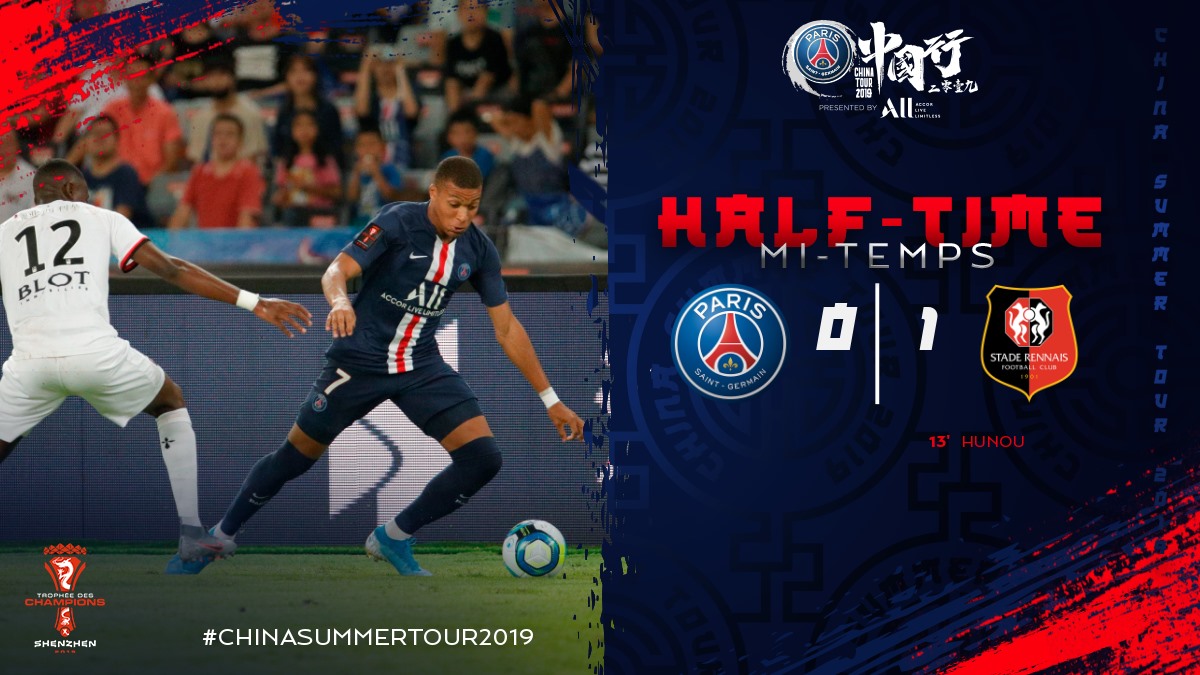 12
BLOT
7
ALL
ACCOR LIVE LIMITLESS
TROPHÉE DES
CHAMPIONS
SHENZHEN
2019
#CHINASUMMERTOUR2019
PARIS
SAINT-GERMAIN
CHINA
TOUR
2019
中國行
二零壹九
PRESENTED BY ALL ACCOR
LIVE
LIMITLESS
HALF-TIME
MI-TEMPS
PARIS
SAINT-GERMAIN
0 1
STADE RENNAIS
FOOTBALL CLUB
1901
13' HUNOU
CHINA SUMMER TOUR 2019